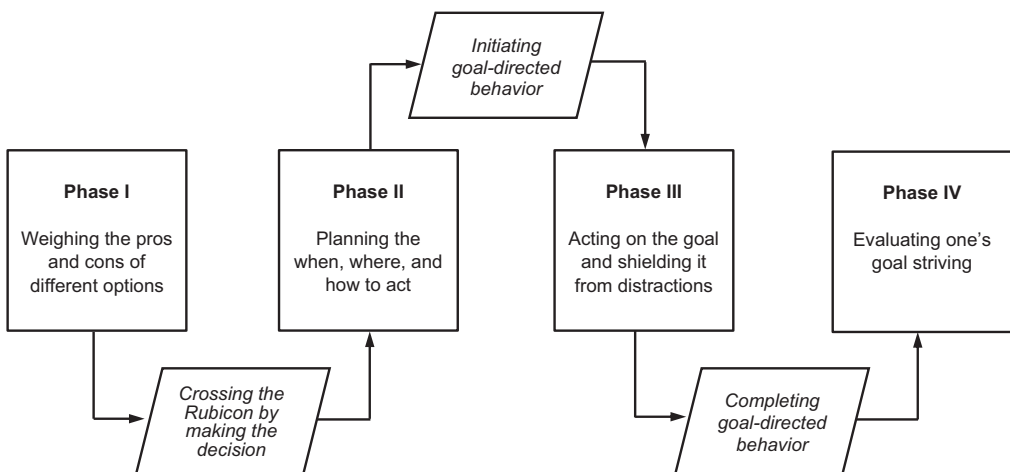 Initiating
goal-directed
behavior
Phase I
Weighing the pros
and cons of
different options
Phase II
Planning the
when, where, and
how to act
Phase III
Acting on the goal
and shielding it
from distractions
Phase IV
Evaluating one’s
goal striving
Crossing the
Rubicon by
making the
decision
Completing
goal-directed
behavior